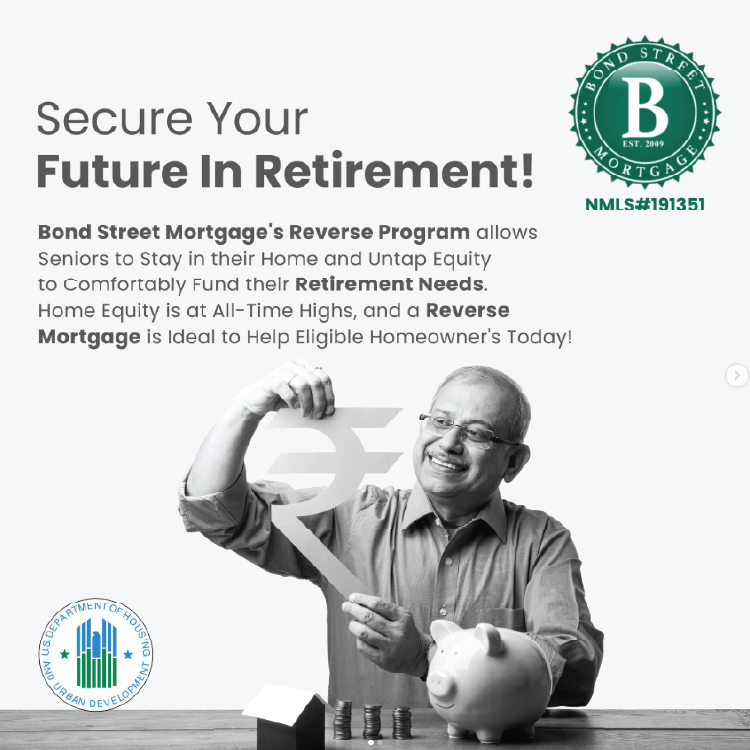 BOND STREET
B
EST. 2009
MORTGAGE
NMLS#191351
Secure Your
Future In Retirement!
Bond Street Mortgage's Reverse Program allows
Seniors to Stay in their Home and Untap Equity
to Comfortably Fund their Retirement Needs.
Home Equity is at All-Time Highs, and a Reverse
Mortgage is Ideal to Help Eligible Homeowner's Today!
U.S. DEPARTMENT OF HOUSING
AND URBAN DEVELOPMENT